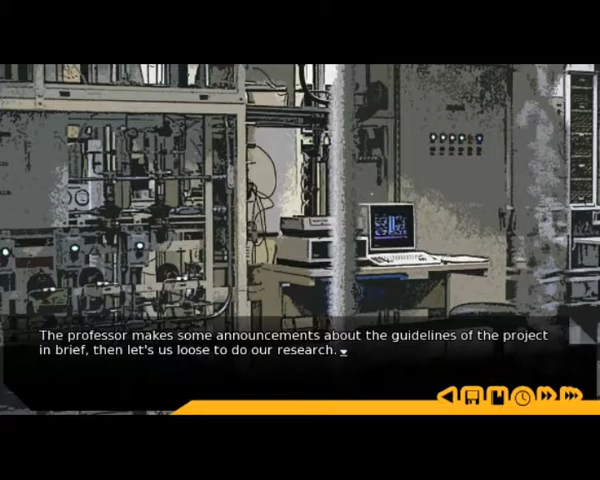 The professor makes some announcements about the guidelines of the project
in brief, then let's us loose to do our research.